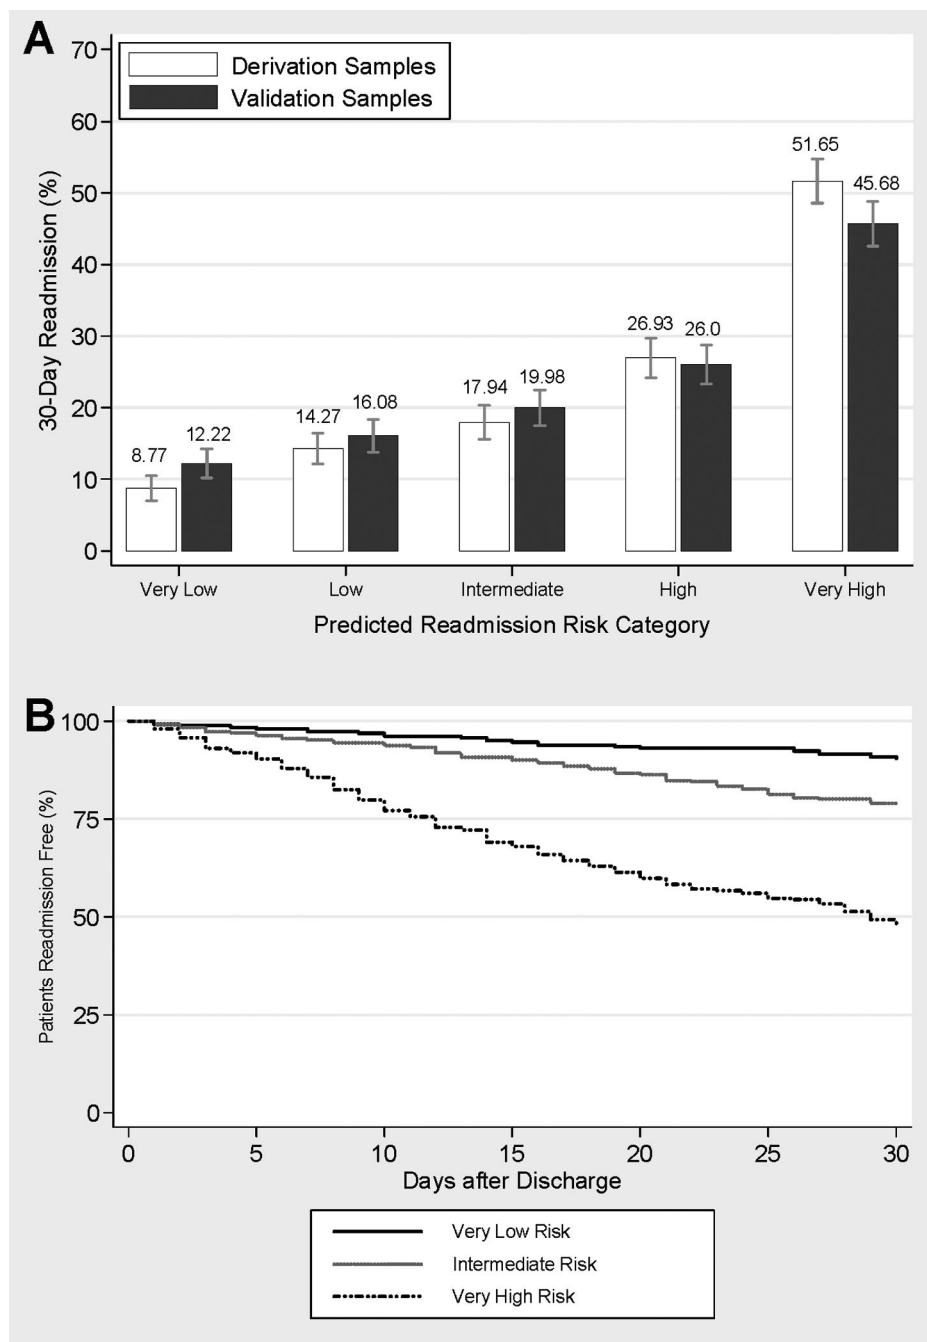 A
70
60
50
40
30
20
10
0
30-Day Readmission (%)
Derivation Samples
Validation Samples
8.77
12.22
14.27
16.08
17.94
19.98
26.93
26.0
51.65
45.68
Very Low
Low
Intermediate
High
Very High
Predicted Readmission Risk Category
B
100
75
50
25
0
Patients Readmission Free (%)
0
5
10
15
20
25
30
Days after Discharge
Very Low Risk
Intermediate Risk
Very High Risk